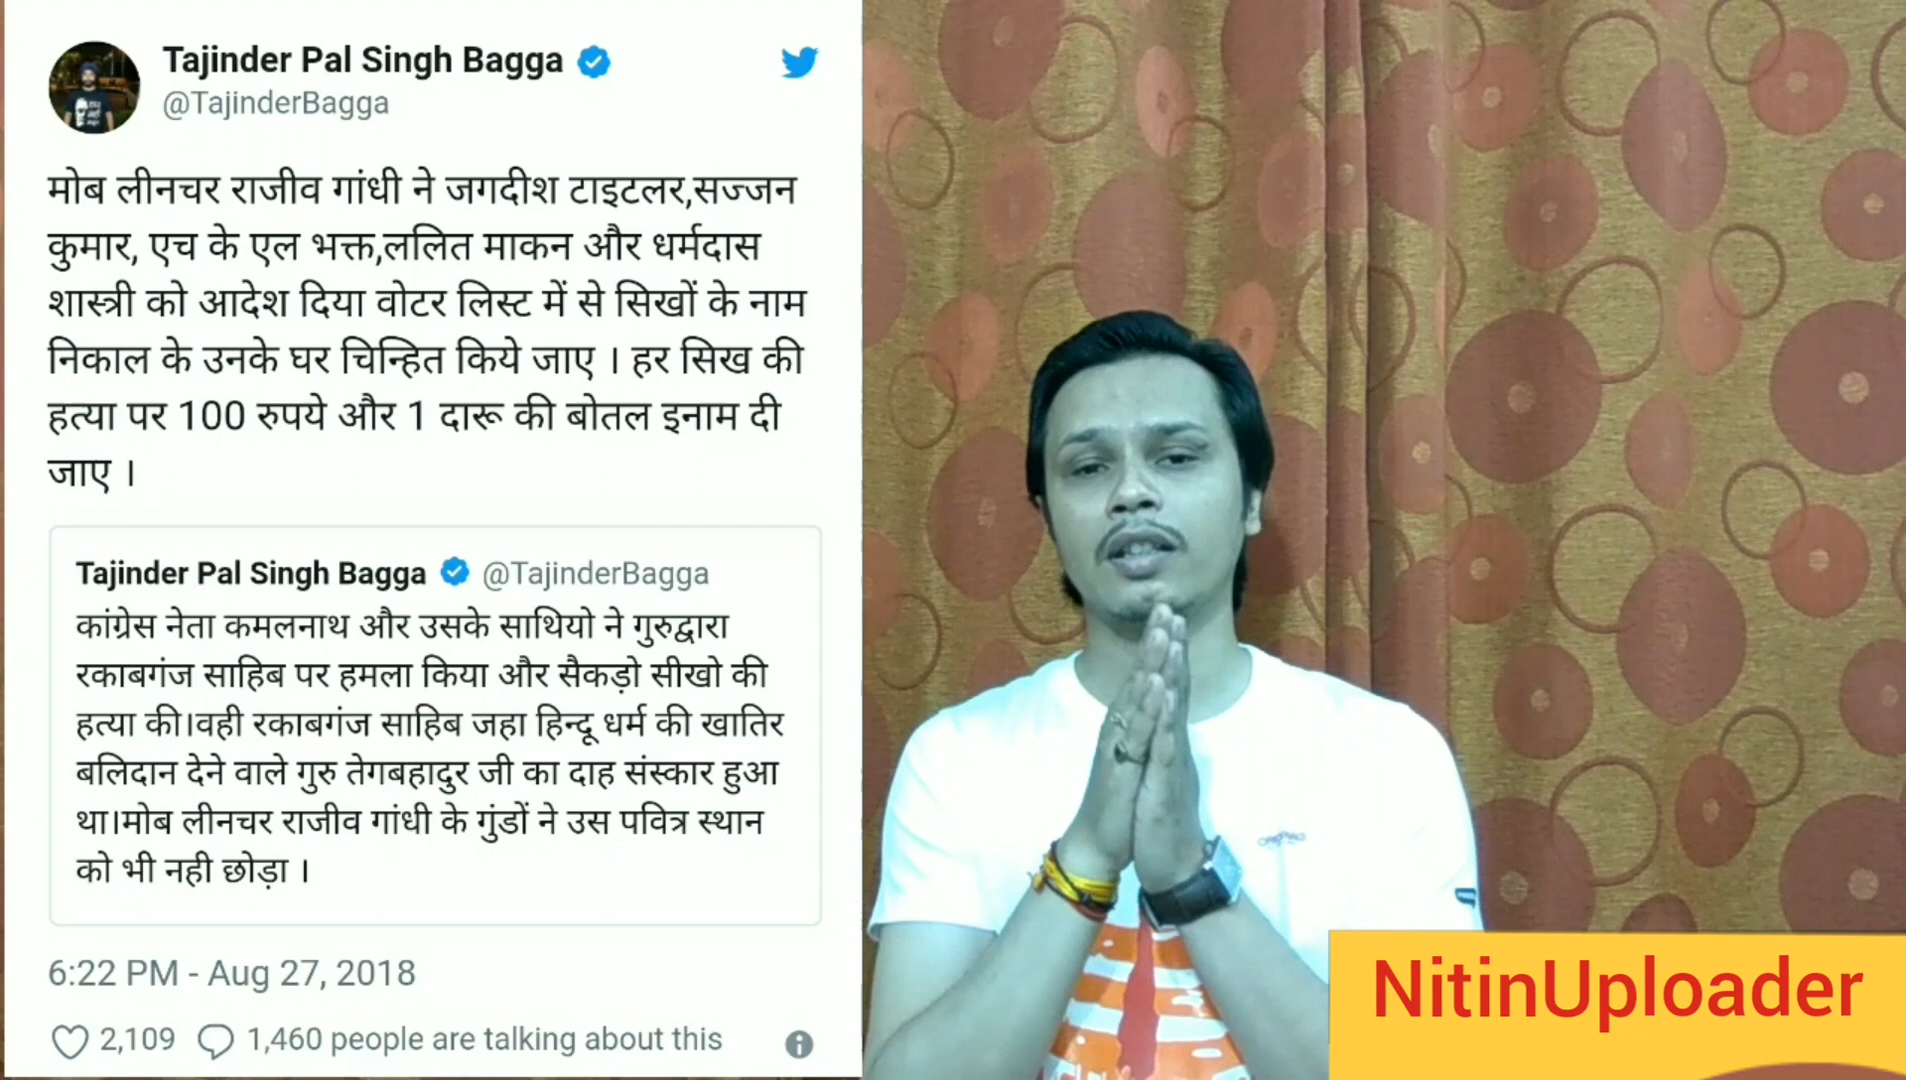 Tajinder Pal Singh Bagga
@TajinderBagga
मोब लीनचर राजीव गांधी ने जगदीश टाइटलर,सज्जन
कुमार, एच के एल भक्त,ललित माकन और धर्मदास
शास्त्री को आदेश दिया वोटर लिस्ट में से सिखों के नाम
निकाल के उनके घर चिन्हित किये जाए । हर सिख की
हत्या पर 100 रुपये और 1 दारू की बोतल इनाम दी
जाए ।
Tajinder Pal Singh Bagga @TajinderBagga
कांग्रेस नेता कमलनाथ और उसके साथियो ने गुरुद्वारा
रकाबगंज साहिब पर हमला किया और सैकड़ो सीखो की
हत्या की।वही रकाबगंज साहिब जहा हिन्दू धर्म की खातिर
बलिदान देने वाले गुरु तेगबहादुर जी का दाह संस्कार हुआ
था।मोब लीनचर राजीव गांधी के गुंडों ने उस पवित्र स्थान
को भी नही छोड़ा ।
6:22 PM - Aug 27, 2018
2,109 1,460 people are talking about this
NitinUploader